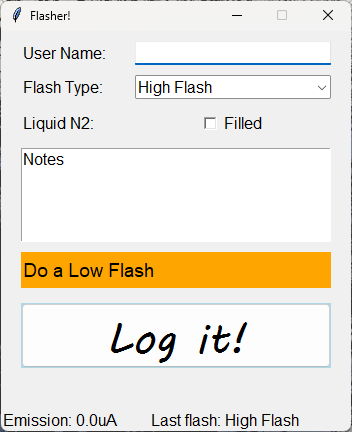 Flasher!
User Name:
Flash Type: High Flash
Liquid N2: Filled
Notes
Do a Low Flash
Log it!
Emission: 0.0uA Last flash: High Flash